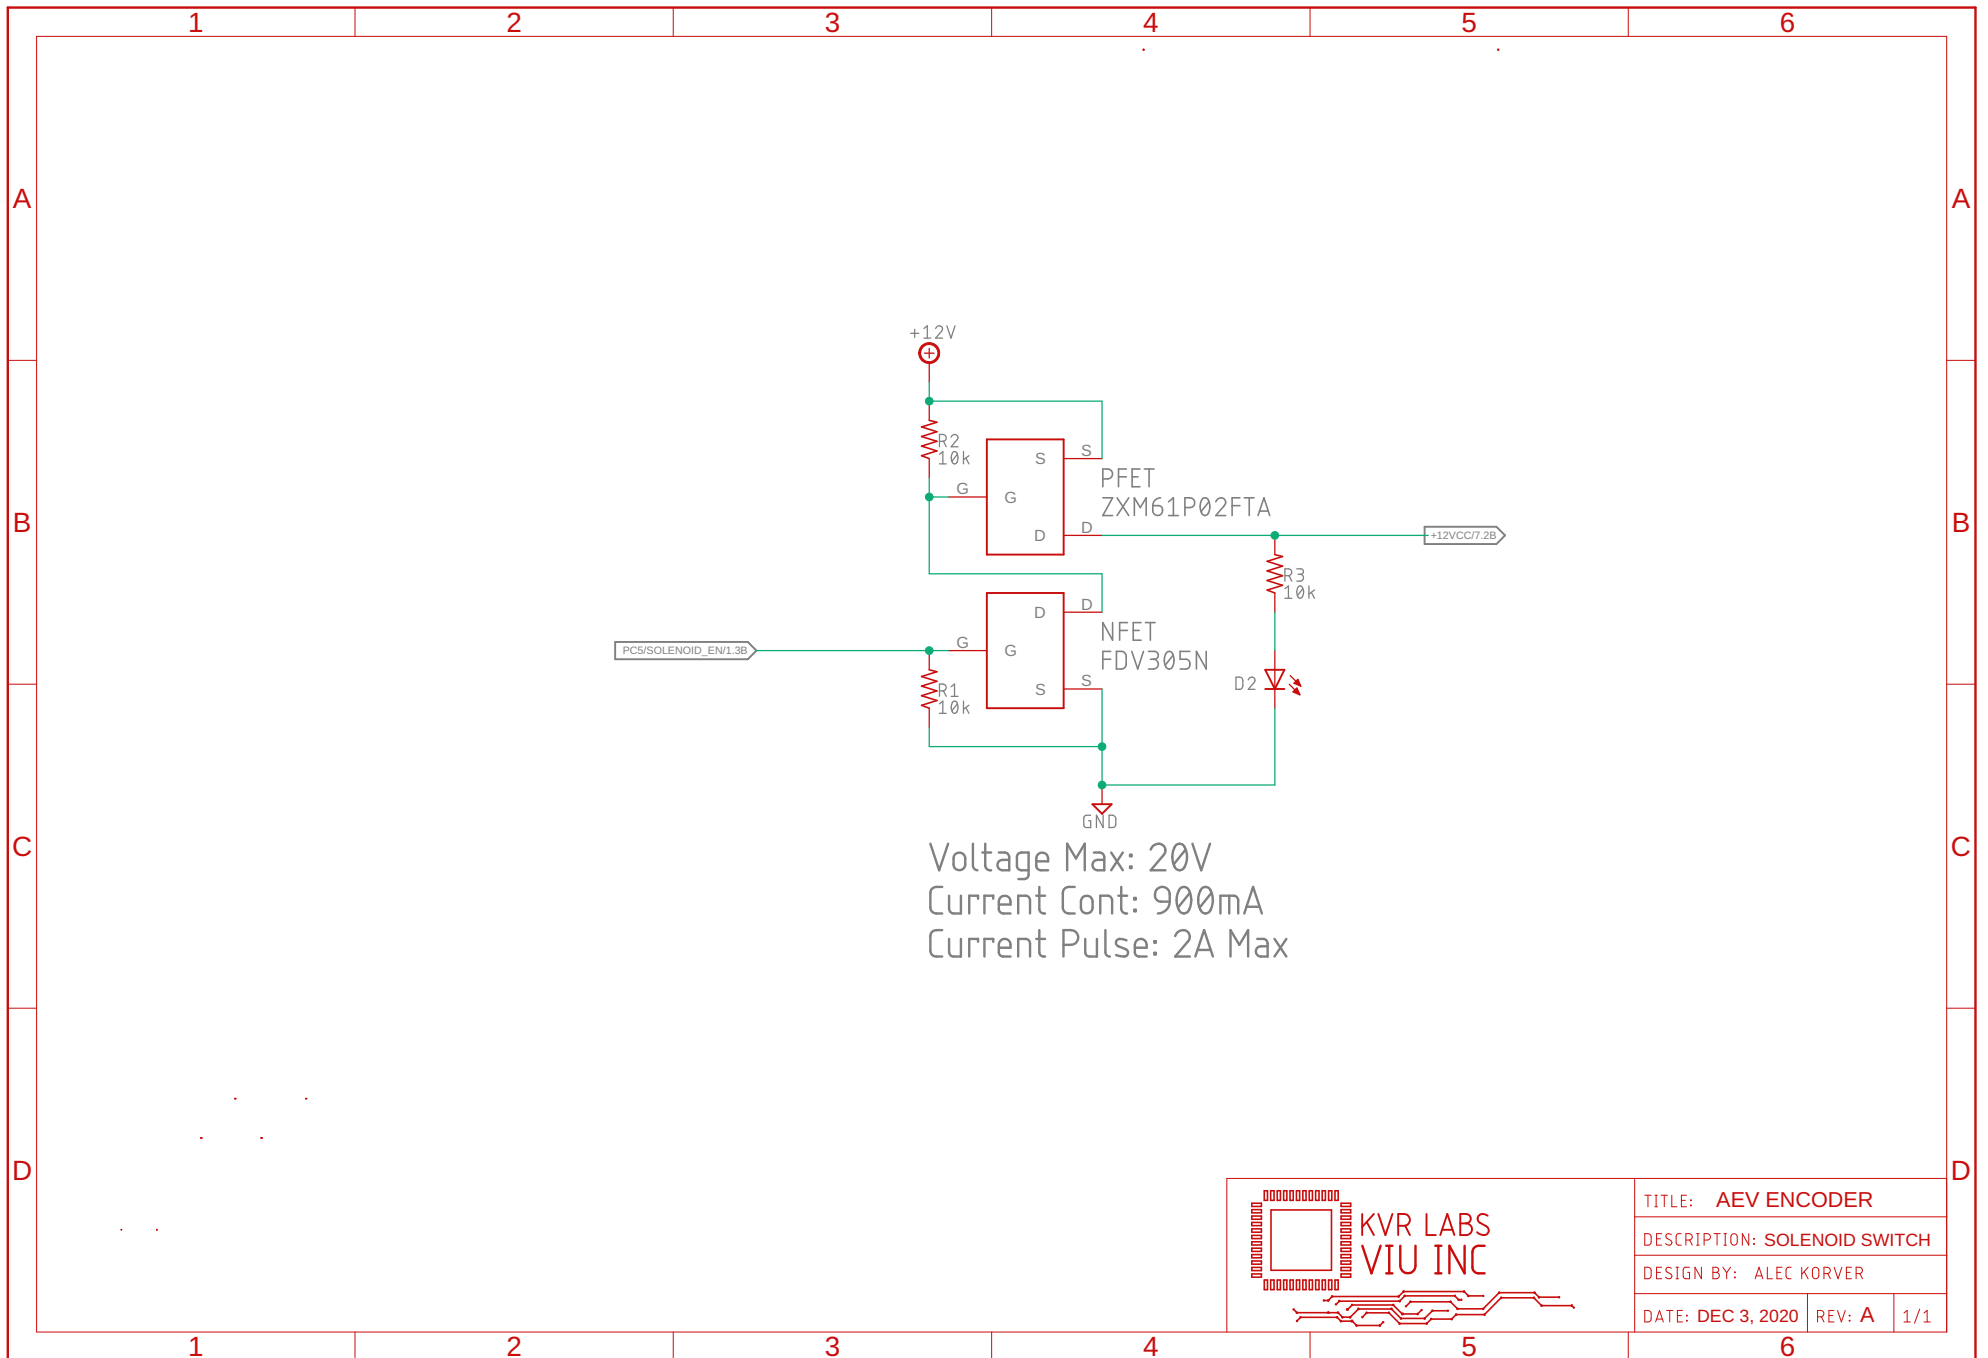 1 2 3 4 5 6
A A
+12V
R2
10k
S
S
PFET
G
G
ZXM61P02FTA
B B
D
D
+12VCC/7.2B
R3
10k
D
D
NFET
PC5/SOLENOID_EN/1.3B
G
G
FDV305N
R1
10k
S
S
D2
GND
C C
Voltage Max: 20V
Current Cont: 900mA
Current Pulse: 2A Max
D D
KVR LABS
VIU INC
TITLE: AEV ENCODER
DESCRIPTION: SOLENOID SWITCH
DESIGN BY: ALEC KORVER
DATE: DEC 3, 2020 REV: A 1/1
1 2 3 4 5 6